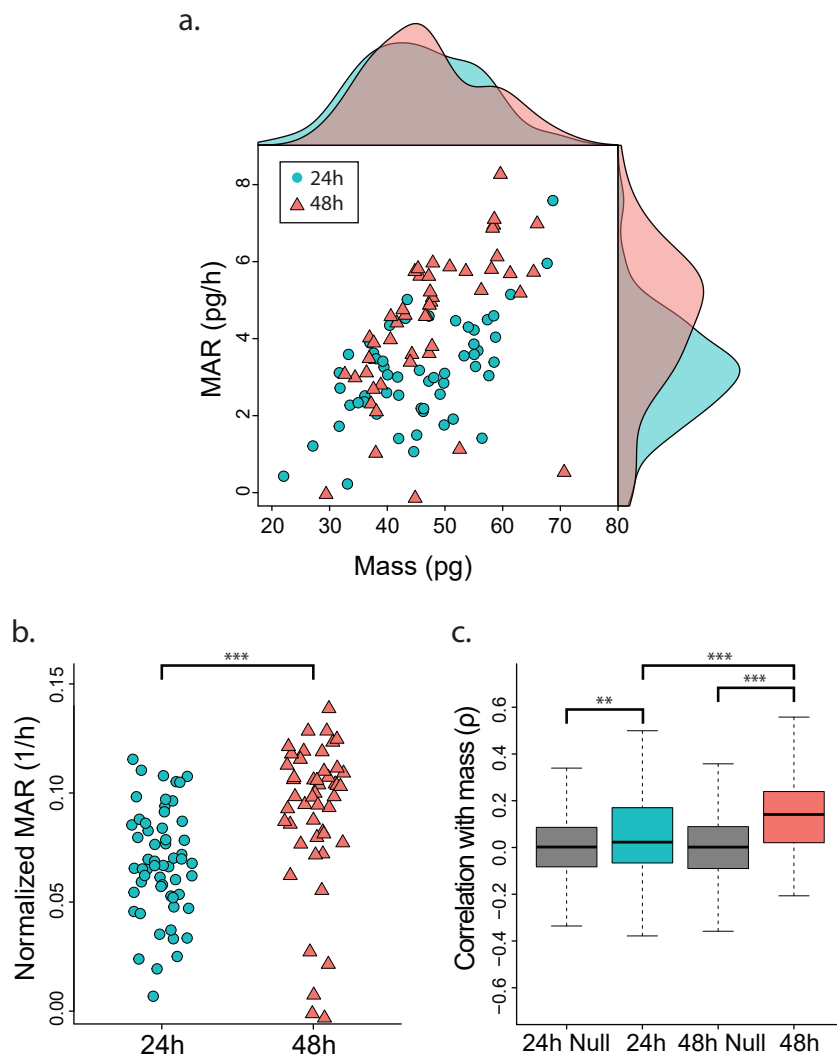 a.
24h
48h
MAR (pg/h)
8
6
4
2
0
20 30 40 50 60 70 80
Mass (pg)
b.
***
Normalized MAR (1/h)
0.15
0.10
0.05
0.00
24h 48h
c.
***
** ***
Correlation with mass (ρ)
0.6
0.4
0.2
0.0
−0.2
−0.4
−0.6
24h Null 24h 48h Null 48h